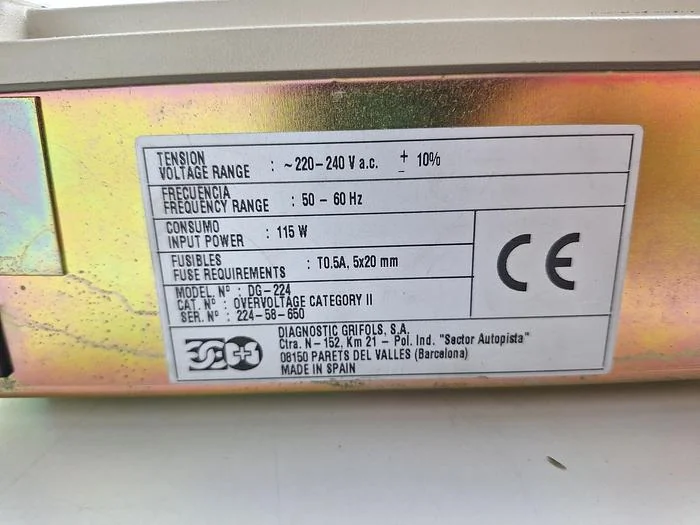 TENSION
VOLTAGE RANGE : ~220-240 V a.c. ± 10%
FRECUENCIA
FREQUENCY RANGE : 50 - 60 Hz
CONSUMO
INPUT POWER : 115 W
FUSIBLES
FUSE REQUIREMENTS : T0.5A, 5x20 mm
MODEL. Nº : DG-224
CAT. Nº : OVERVOLTAGE CATEGORY II
SER. Nº : 224-58-650
CE
DIAGNOSTIC GRIFOLS, S.A.
Ctra. N-152, Km 21 - Pol. Ind. "Sector Autopista"
08150 PARETS DEL VALLES (Barcelona)
MADE IN SPAIN